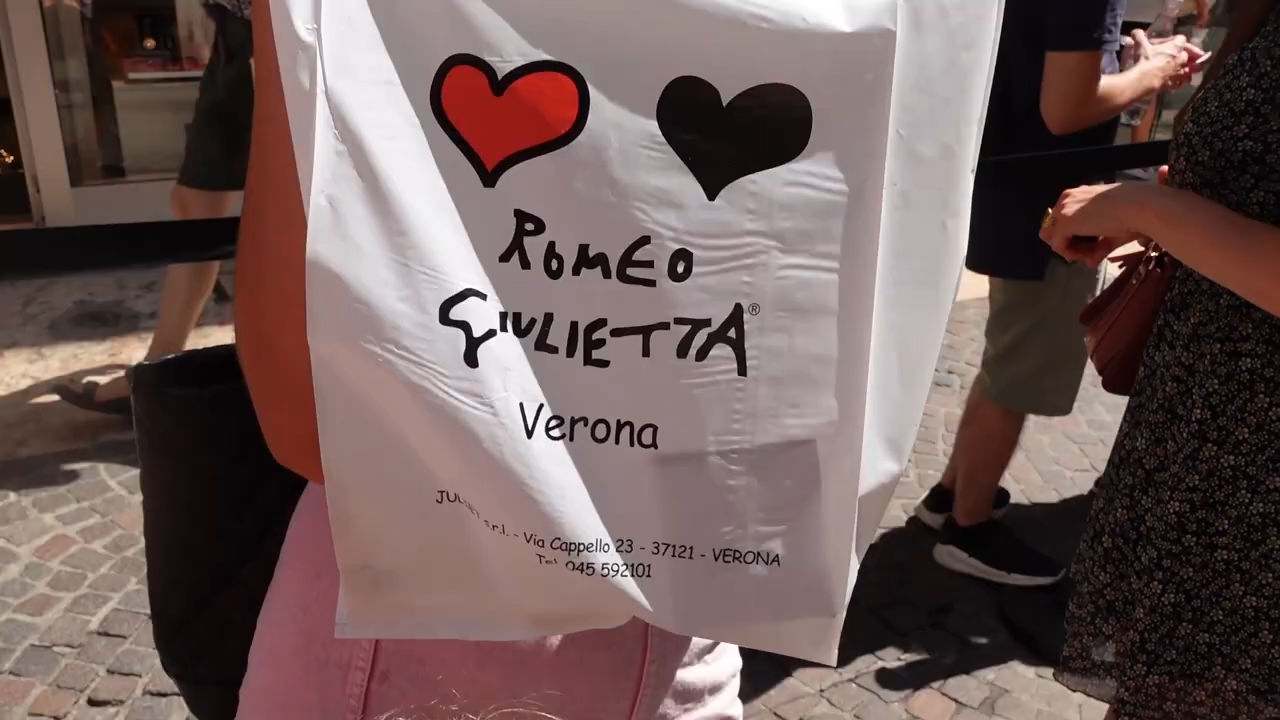 ROMEO
GIULIETTA®
Verona
s.r.l. - Via Cappello 23 - 37121 - VERONA
045 592101